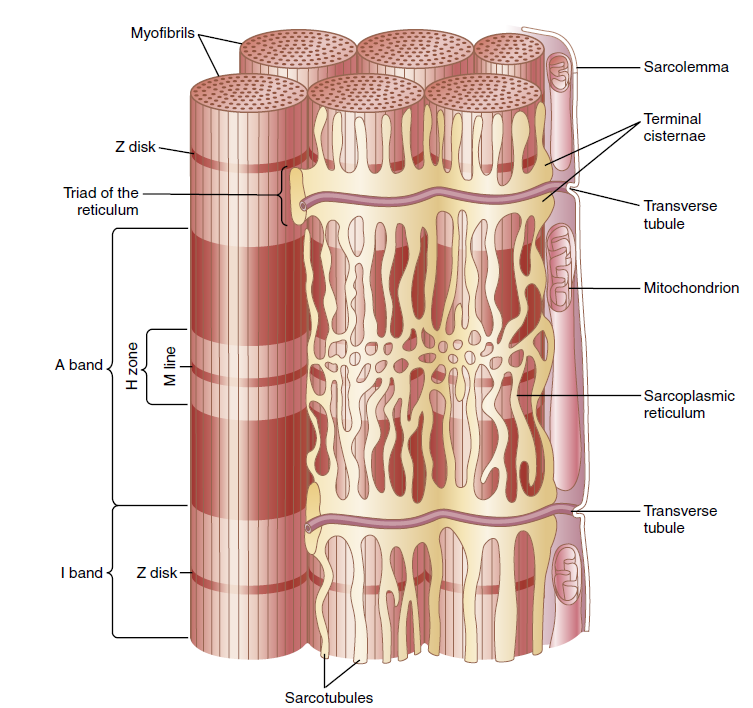 Myofibrils
Sarcolemma
Terminal
cisternae
Z disk
Triad of the
reticulum
Transverse
tubule
Mitochondrion
A band
H zone
M line
Sarcoplasmic
reticulum
Transverse
tubule
I band
Z disk
Sarcotubules